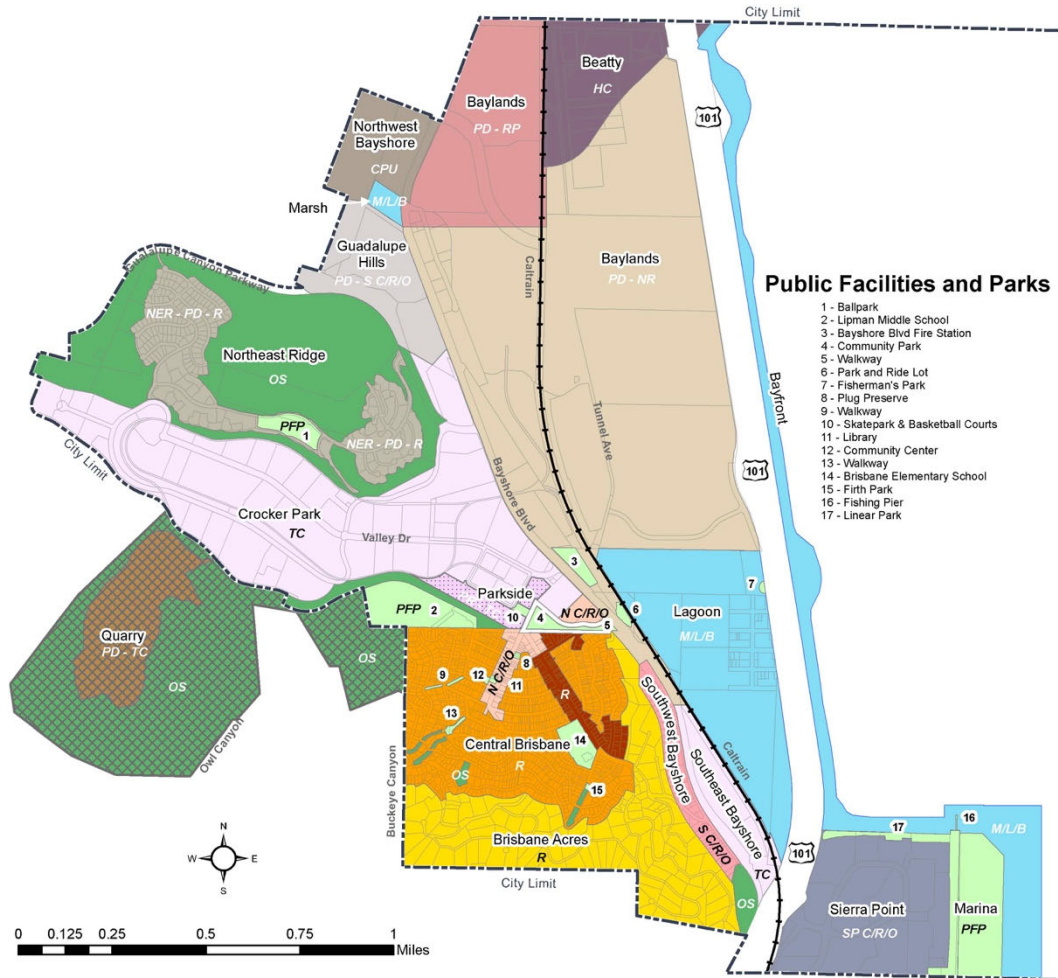 City Limit
Beatty
HC
Baylands
PD - RP
101
Northwest
Bayshore
CPU
Marsh
M/L/B
Guadalupe
Hills
PD - S C/R/O
Caltrain
Baylands
PD - NR
Guadalupe Canyon Parkway
NER - PD - R
Northeast Ridge
OS
PFP
1
NER - PD - R
Public Facilities and Parks
1 - Ballpark
2 - Lipman Middle School
3 - Bayshore Blvd Fire Station
4 - Community Park
5 - Walkway
6 - Park and Ride Lot
7 - Fisherman's Park
8 - Plug Preserve
9 - Walkway
10 - Skatepark & Basketball Courts
11 - Library
12 - Community Center
13 - Walkway
14 - Brisbane Elementary School
15 - Firth Park
16 - Fishing Pier
17 - Linear Park
Bayfront
Tunnel Ave
City Limit
101
Bayshore Blvd
Crocker Park
TC
Valley Dr
3
7
Parkside
PFP
2
10
4
N C/R/O
5
6
Lagoon
M/L/B
Quarry
PD - TC
OS
OS
Owl Canyon
9
12
N C/R/O
8
11
R
13
Central Brisbane
R
14
OS
15
Buckeye Canyon
Southwest Bayshore
Southeast Bayshore
Caltrain
S C/R/O
TC
Brisbane Acres
R
City Limit
OS
101
17
16
M/L/B
Sierra Point
SP C/R/O
Marina
PFP
N
W
E
S
0
0.125
0.25
0.5
0.75
1
Miles